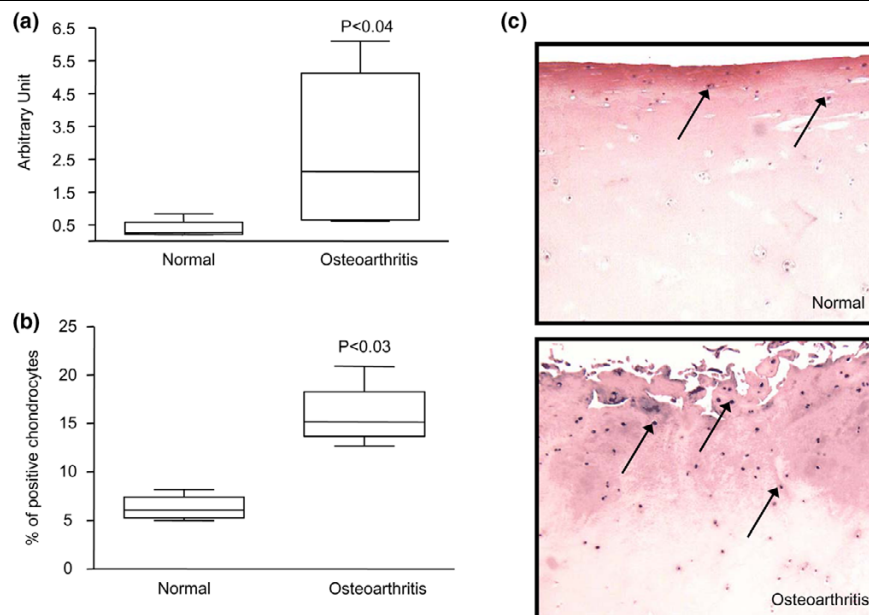 (a)
6.5
5.5
4.5
3.5
2.5
1.5
0.5
Arbitrary Unit
P<0.04
Normal
Osteoarthritis
(b)
25
20
15
10
5
0
% of positive chondrocytes
P<0.03
Normal
Osteoarthritis
(c)
Normal
Osteoarthritis